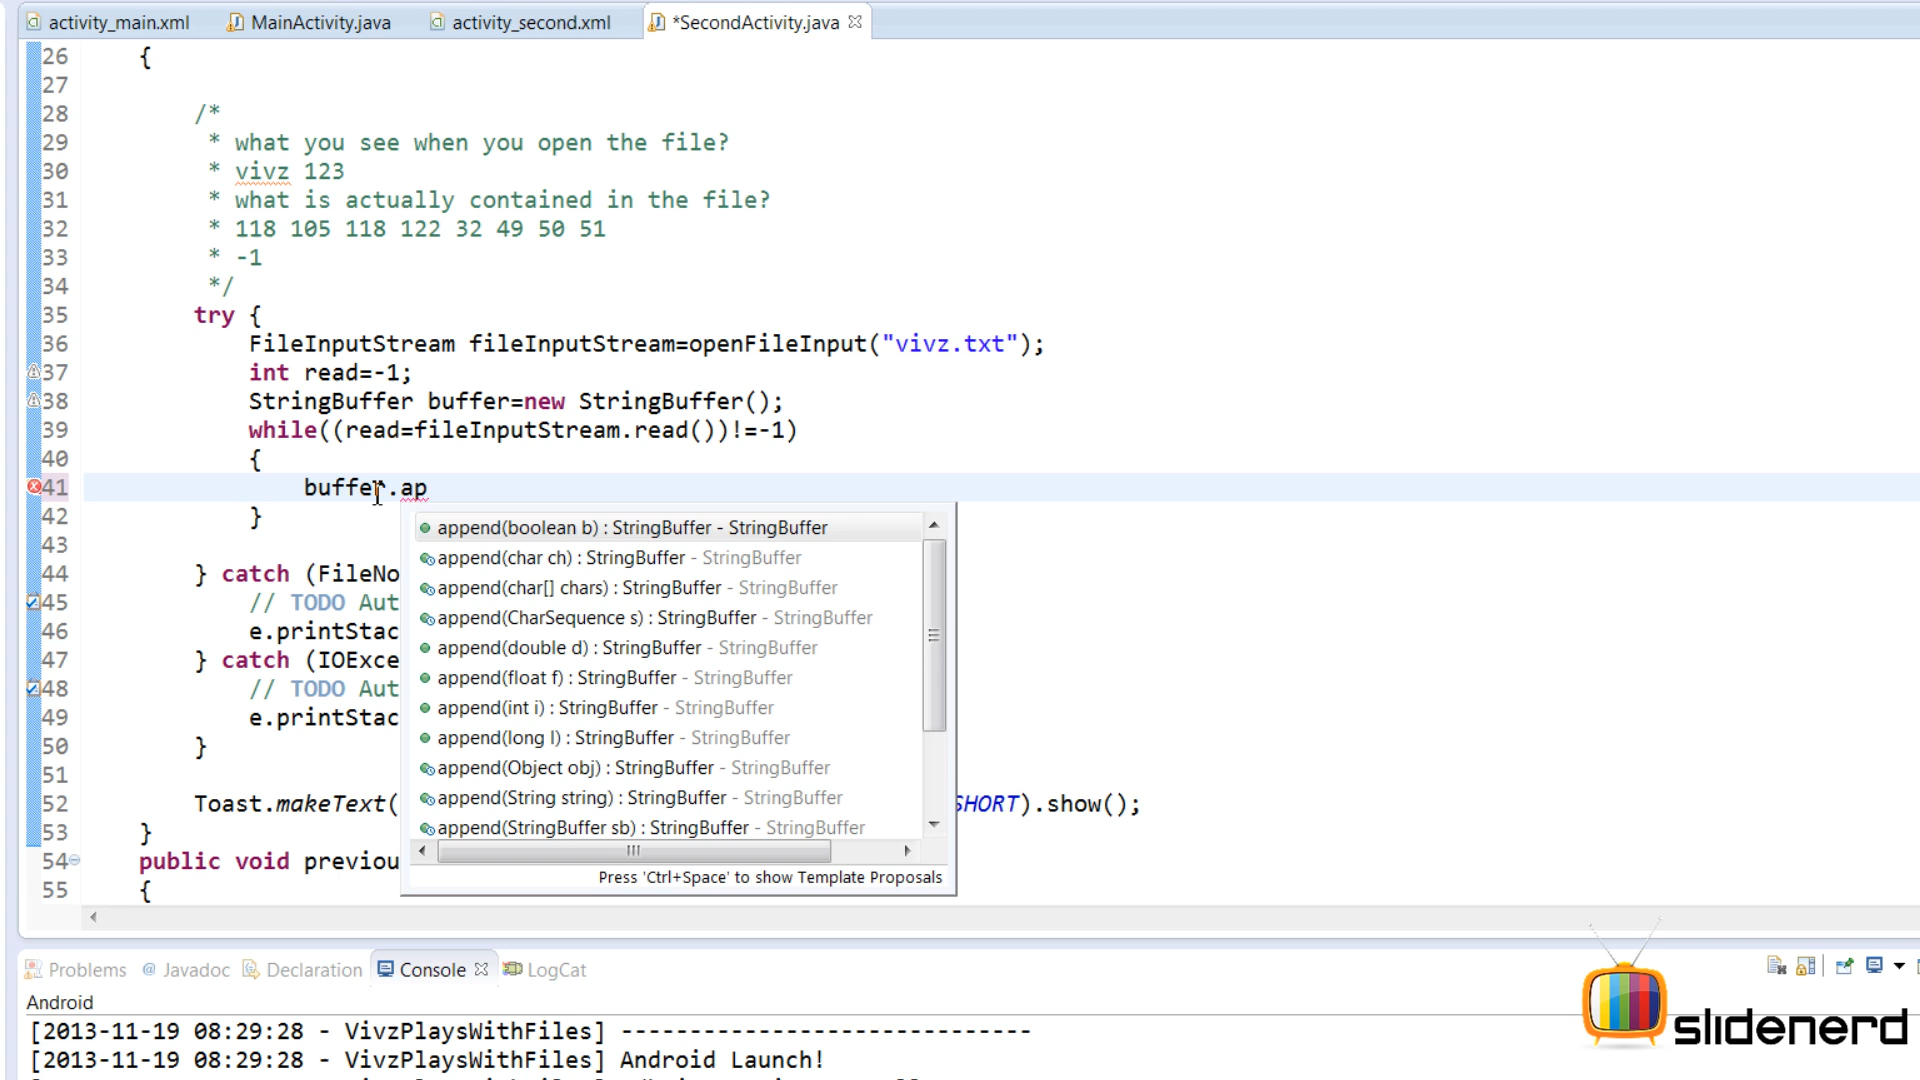 activity_main.xml MainActivity.java activity_second.xml *SecondActivity.java
26 {
27
28 /*
29 * what you see when you open the file?
30 * vivz 123
31 * what is actually contained in the file?
32 * 118 105 118 122 32 49 50 51
33 * -1
34 */
35 try {
36 FileInputStream fileInputStream=openFileInput("vivz.txt");
37 int read=-1;
38 StringBuffer buffer=new StringBuffer();
39 while((read=fileInputStream.read())!=-1)
40 {
41 buffer.ap
42 }
43
44 } catch (FileNo
45 // TODO Aut
46 e.printStac
47 } catch (IOExce
48 // TODO Aut
49 e.printStac
50 }
51
52 Toast.makeText( SHORT).show();
53 }
54 public void previou
55 {
append(boolean b) : StringBuffer - StringBuffer
append(char ch) : StringBuffer - StringBuffer
append(char[] chars) : StringBuffer - StringBuffer
append(CharSequence s) : StringBuffer - StringBuffer
append(double d) : StringBuffer - StringBuffer
append(float f) : StringBuffer - StringBuffer
append(int i) : StringBuffer - StringBuffer
append(long l) : StringBuffer - StringBuffer
append(Object obj) : StringBuffer - StringBuffer
append(String string) : StringBuffer - StringBuffer
append(StringBuffer sb) : StringBuffer - StringBuffer
Press 'Ctrl+Space' to show Template Proposals
Problems @ Javadoc Declaration Console LogCat
Android
[2013-11-19 08:29:28 - VivzPlaysWithFiles] ------------------------------
[2013-11-19 08:29:28 - VivzPlaysWithFiles] Android Launch!
slidenerd